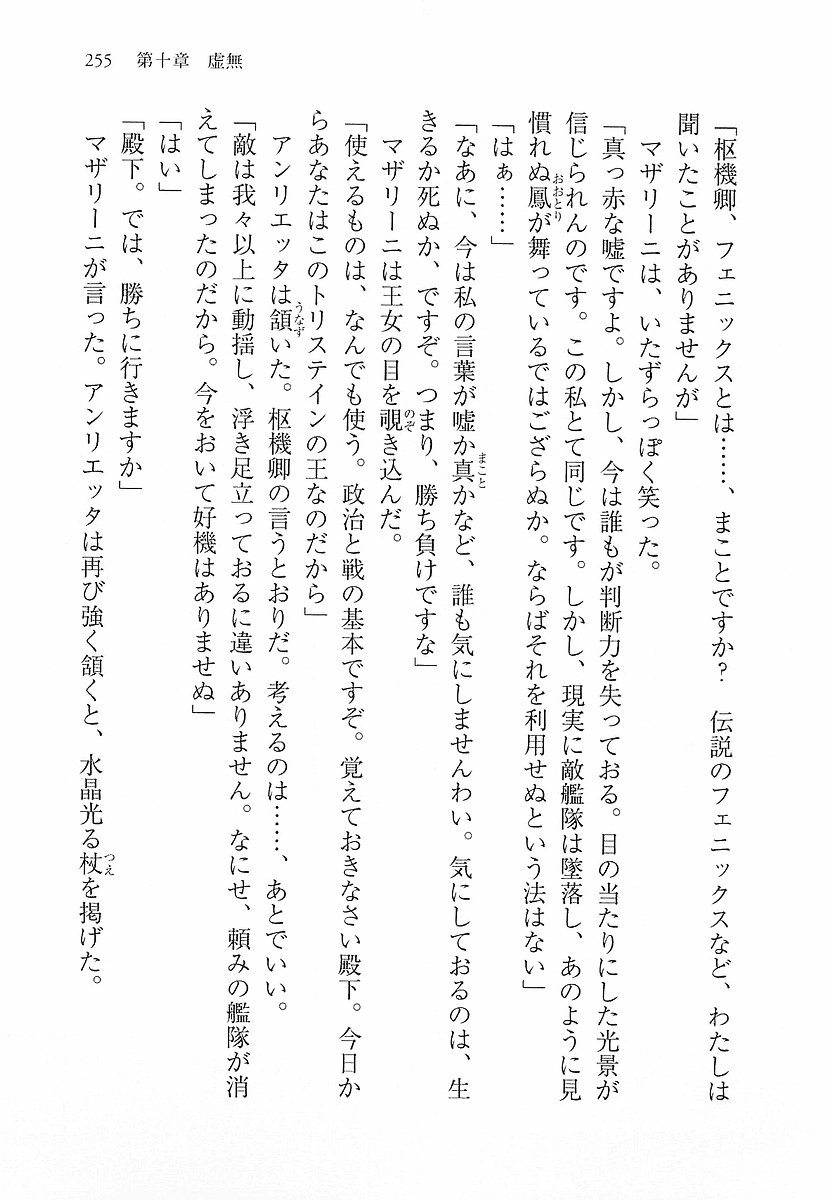 255　第十章　虚無
「枢機卿、フェニックスとは……、まことですか？　伝説のフェニックスなど、わたしは
聞いたことがありませんが」
　マザリーニは、いたずらっぽく笑った。
「真っ赤な嘘ですよ。しかし、今は誰もが判断力を失っておる。目の当たりにした光景が
信じられんのです。この私とて同じです。しかし、現実に敵艦隊は墜落し、あのように見
慣れぬ鳳おおとりが舞っているではござらぬか。ならばそれを利用せぬという法はない」
「はぁ……」
「なあに、今は私の言葉が嘘か真まことかなど、誰も気にしませんわい。気にしておるのは、生
きるか死ぬか、ですぞ。つまり、勝ち負けですな」
　マザリーニは王女の目を覗のぞき込んだ。
「使えるものは、なんでも使う。政治と戦の基本ですぞ。覚えておきなさい殿下。今日か
らあなたはこのトリステインの王なのだから」
　アンリエッタは頷うなずいた。枢機卿の言うとおりだ。考えるのは……、あとでいい。
「敵は我々以上に動揺し、浮き足立っておるに違いありません。なにせ、頼みの艦隊が消
えてしまったのだから。今をおいて好機はありませぬ」
「はい」
「殿下。では、勝ちに行きますか」
　マザリーニが言った。アンリエッタは再び強く頷くと、水晶光る杖つえを掲げた。